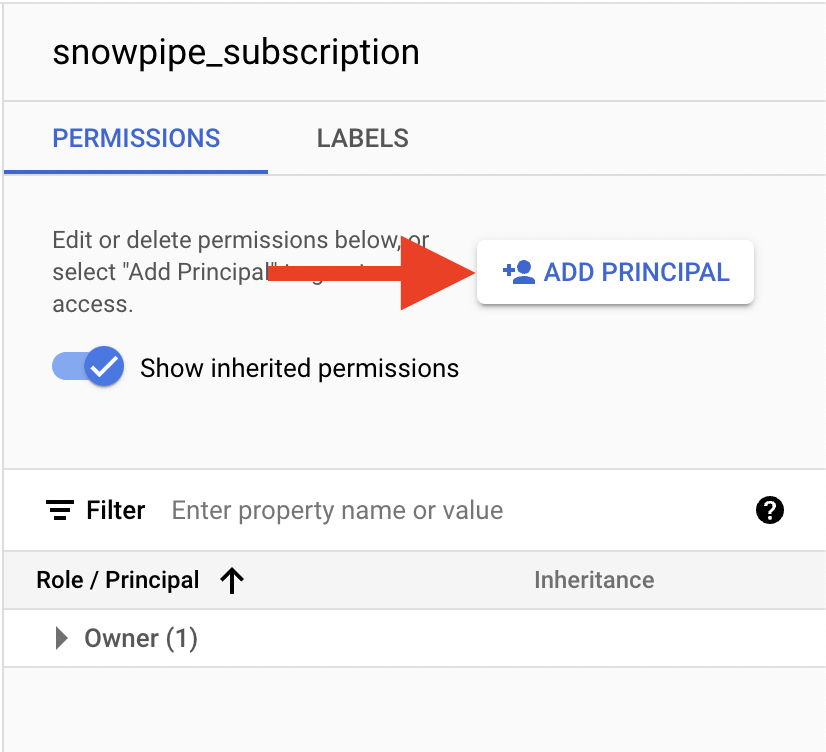 snowpipe_subscription
PERMISSIONS
LABELS
Edit or delete permissions below, or
select "Add Principal"
access.
ADD PRINCIPAL
Show inherited permissions
Filter
Enter property name or value
Role / Principal
Inheritance
Owner (1)